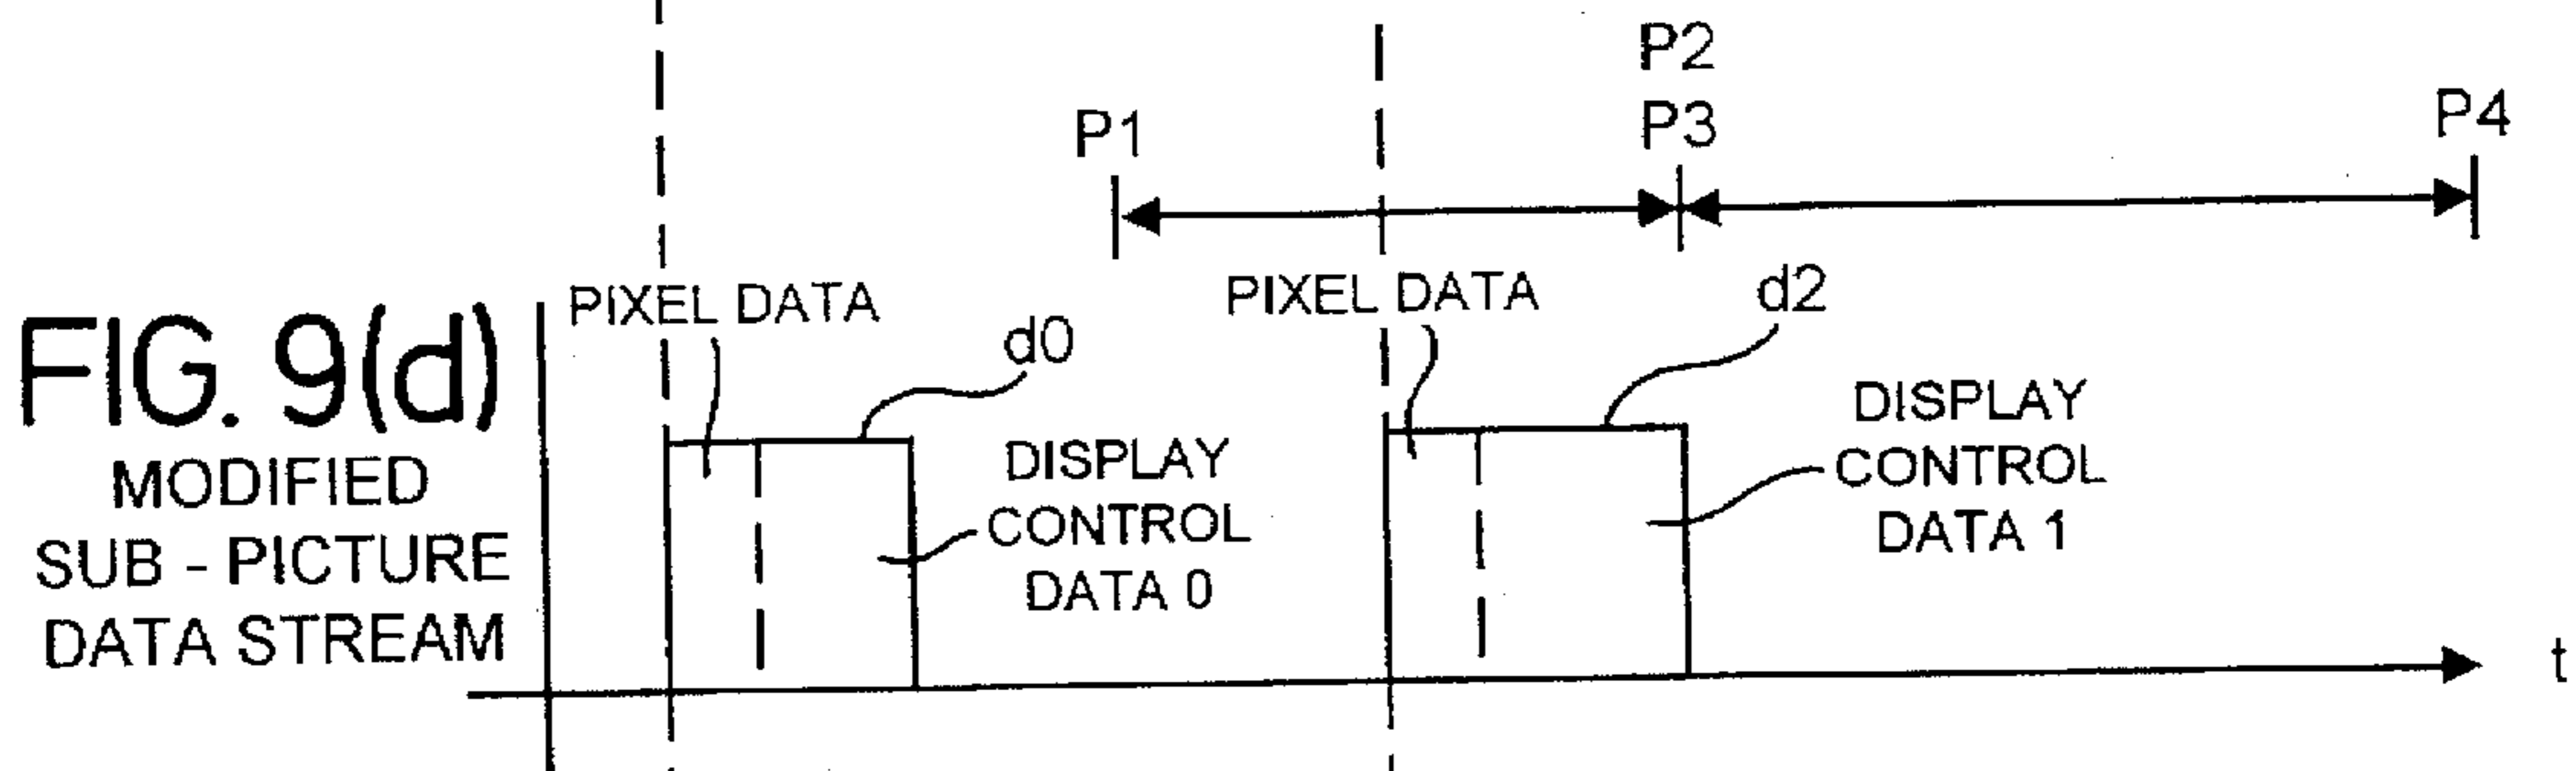 P2
P1
P3
P4
PIXEL DATA
PIXEL DATA
d2
d0
FIG. 9(d)
MODIFIED
SUB - PICTURE
DATA STREAM
DISPLAY
CONTROL
DATA 0
DISPLAY
CONTROL
DATA 1
t